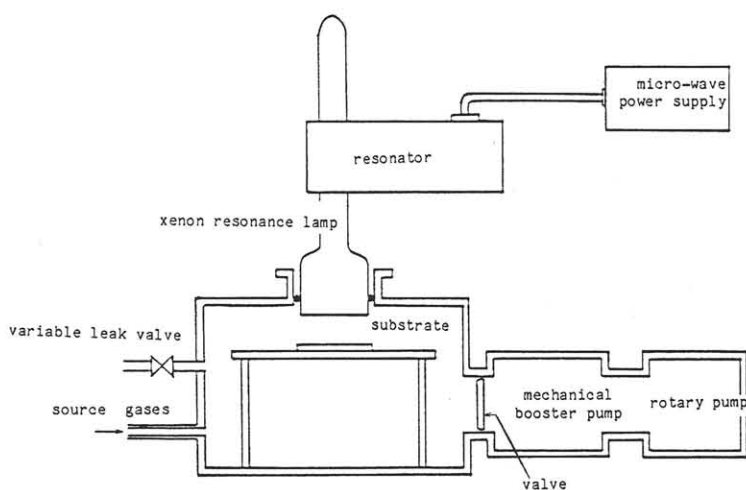 micro-wave
power supply
resonator
xenon resonance lamp
substrate
variable leak valve
source gases
mechanical
booster pump
rotary pump
valve